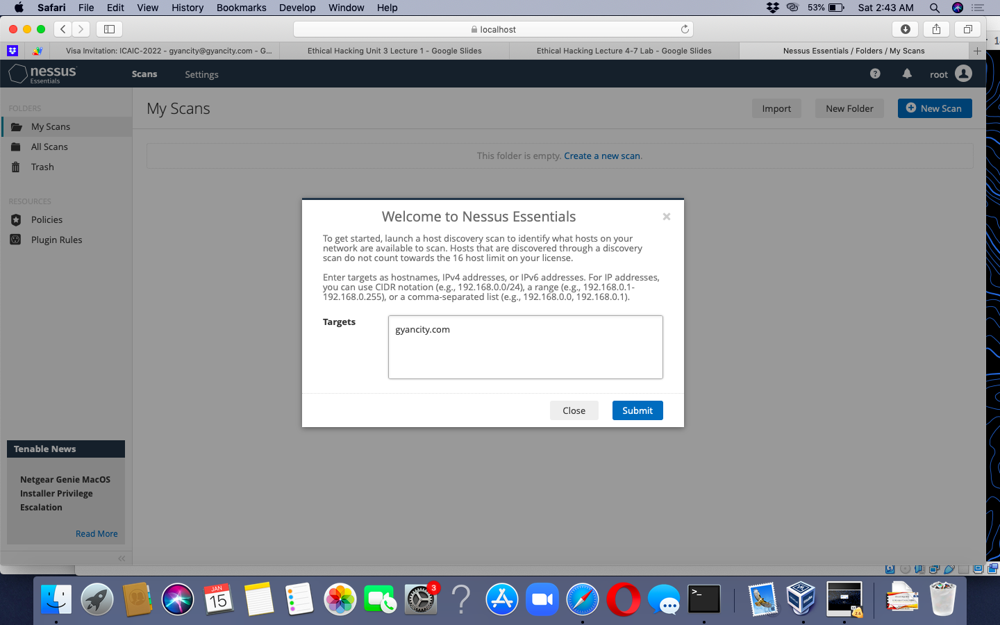 Safari File Edit View History Bookmarks Develop Window Help 53% Sat 2:43 AM
localhost
Visa Invitation: ICAIC-2022 - gyancity@gyancity.com - G... Ethical Hacking Unit 3 Lecture 1 - Google Slides Ethical Hacking Lecture 4-7 Lab - Google Slides Nessus Essentials / Folders / My Scans
nessus Scans Settings root
Essentials
FOLDERS
My Scans Import New Folder New Scan
My Scans
All Scans
This folder is empty. Create a new scan.
Trash
RESOURCES
Policies
Plugin Rules
Welcome to Nessus Essentials
To get started, launch a host discovery scan to identify what hosts on your
network are available to scan. Hosts that are discovered through a discovery
scan do not count towards the 16 host limit on your license.
Enter targets as hostnames, IPv4 addresses, or IPv6 addresses. For IP addresses,
you can use CIDR notation (e.g., 192.168.0.0/24), a range (e.g., 192.168.0.1-
192.168.0.255), or a comma-separated list (e.g., 192.168.0.0, 192.168.0.1).
Targets
gyancity.com
Close Submit
Tenable News
Netgear Genie MacOS
Installer Privilege
Escalation
Read More
JAN
15
3
2.6